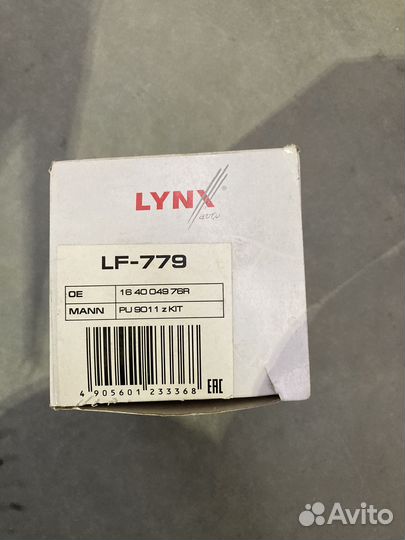 LYNX
auto
LF-779
OE 16 40 049 76R
MANN PU 9011 z KIT
4 905601 233368
EAC
Avito